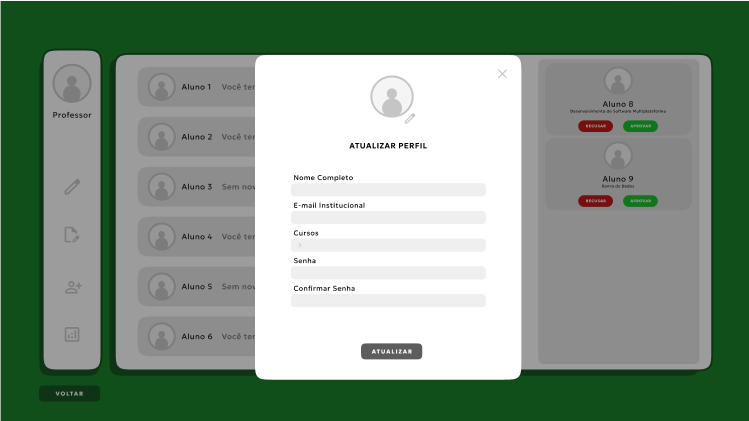 Professor
VOLTAR
Aluno 1 Você ter
Aluno 2 Você ter
Aluno 3 Sem nov
Aluno 4 Você ter
Aluno 5 Sem nov
Aluno 6 Você ter
ATUALIZAR PERFIL
Nome Completo
E-mail Institucional
Cursos
Senha
Confirmar Senha
ATUALIZAR
Aluno 8
Desenvolvimento de Software Multiplataforma
RECUSAR APROVAR
Aluno 9
Banco de Dados
RECUSAR APROVAR